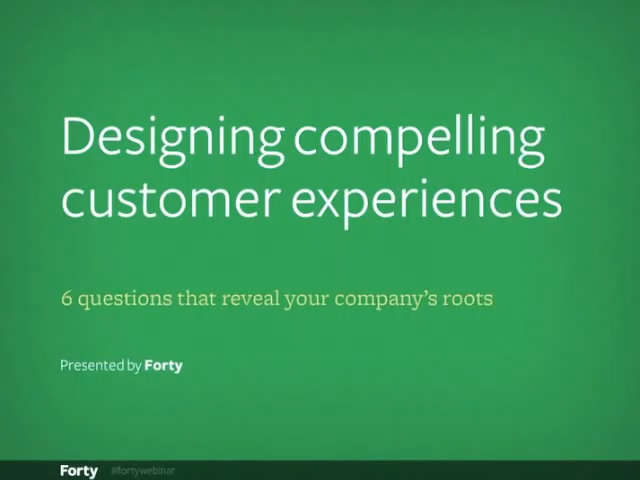 Designing compelling
customer experiences
6 questions that reveal your company's roots
Presented by Forty
Forty #fortywebinar